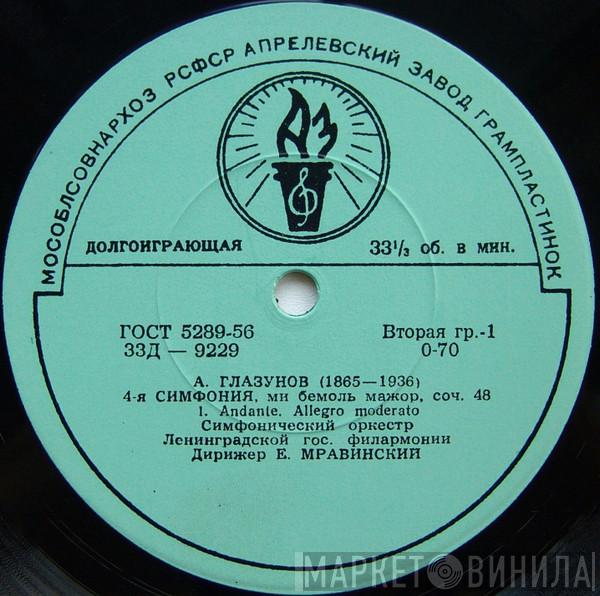 МОСОБЛСОВНАРХОЗ РСФСР АПРЕЛЕВСКИЙ ЗАВОД ГРАМПЛАСТИНОК
АЗ
ДОЛГОИГРАЮЩАЯ 33⅓ об. в мин.
ГОСТ 5289-56 Вторая гр.-1
33Д — 9229 0-70
А. ГЛАЗУНОВ (1865—1936)
4-я СИМФОНИЯ, ми бемоль мажор, соч. 48
1. Andante. Allegro moderato
Симфонический оркестр
Ленинградской гос. филармонии
Дирижер Е. МРАВИНСКИЙ
МАРКЕТ ВИНИЛА